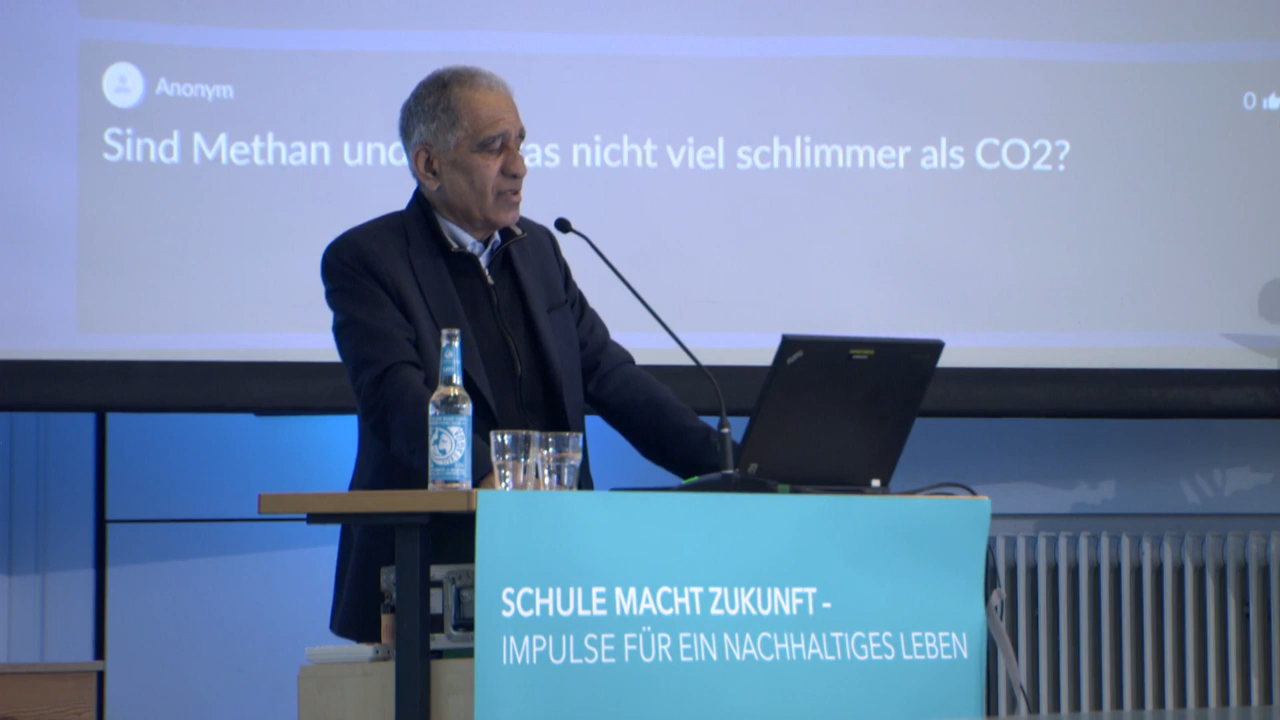 Anonym
0
Sind Methan und as nicht viel schlimmer als CO2?
SCHULE MACHT ZUKUNFT –
IMPULSE FÜR EIN NACHHALTIGES LEBEN